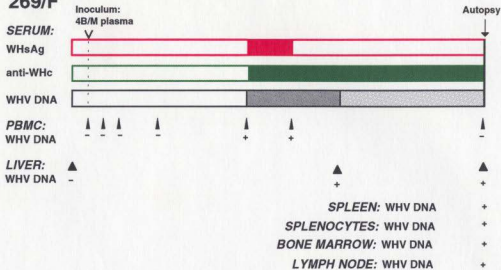 269/F
Inoculum:
4B/M plasma
Autopsy
SERUM:
WHsAg
anti-WHc
WHV DNA
PBMC:
WHV DNA - - - - + + -
LIVER:
WHV DNA - + +
SPLEEN: WHV DNA +
SPLENOCYTES: WHV DNA +
BONE MARROW: WHV DNA +
LYMPH NODE: WHV DNA +